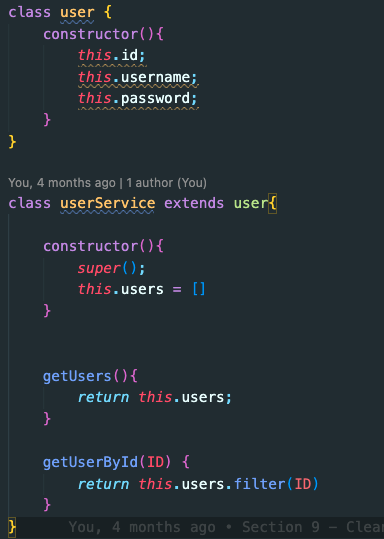 class user {
constructor(){
this.id;
this.username;
this.password;
}
}
You, 4 months ago | 1 author (You)
class userService extends user{
constructor(){
super();
this.users = []
}
getUsers(){
return this.users;
}
getUserById(ID) {
return this.users.filter(ID)
}
} You, 4 months ago • Section 9 – Clear